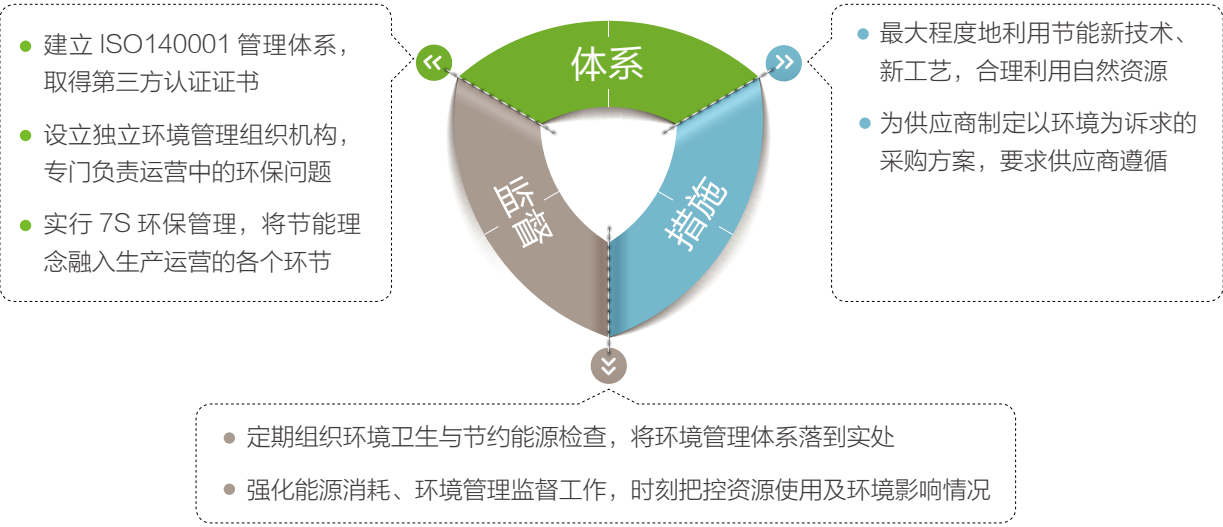 建立 ISO140001 管理体系，
取得第三方认证证书
设立独立环境管理组织机构，
专门负责运营中的环保问题
实行 7S 环保管理，将节能理
念融入生产运营的各个环节
体系
监督
措施
最大程度地利用节能新技术、
新工艺，合理利用自然资源
为供应商制定以环境为诉求的
采购方案，要求供应商遵循
定期组织环境卫生与节约能源检查，将环境管理体系落到实处
强化能源消耗、环境管理监督工作，时刻把控资源使用及环境影响情况